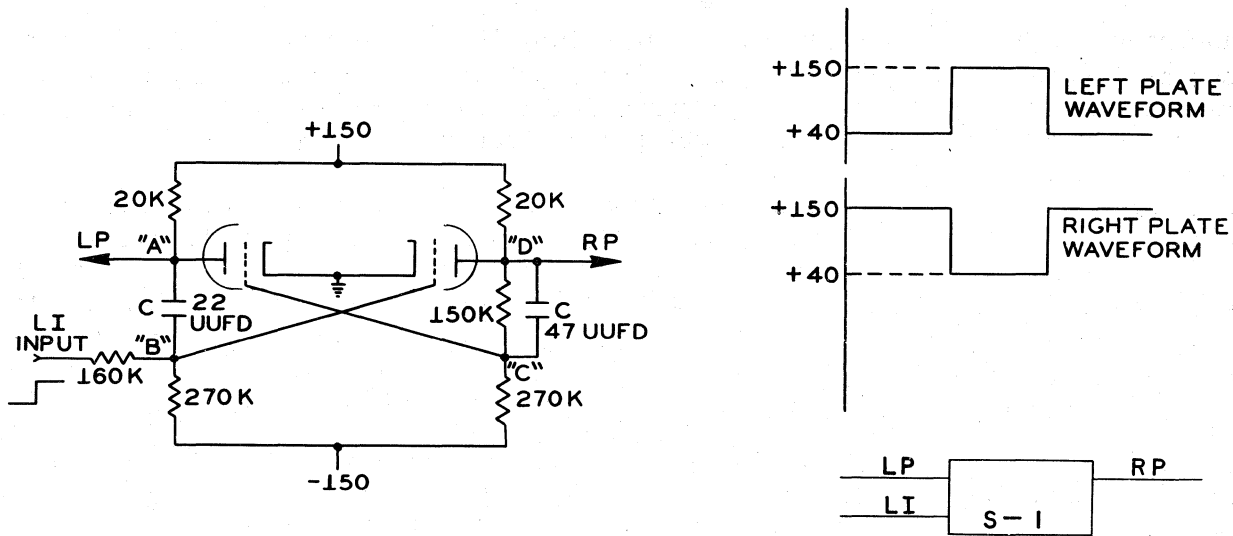 +150
20K
20K
LP
"A"
"D"
RP
C
22
UUFD
150K
C
47 UUFD
LI
INPUT
"B"
160K
"C"
270K
270K
-150
+150
+40
LEFT PLATE
WAVEFORM
+150
+40
RIGHT PLATE
WAVEFORM
LP
RP
LI
S-1